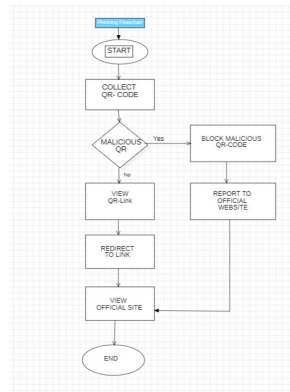 Phishing Flowchart
START
COLLECT
QR- CODE
MALICIOUS
QR
Yes
BLOCK MALICIOUS
QR-CODE
No
VIEW
QR-Link
REPORT TO
OFFICIAL
WEBSITE
REDIRECT
TO LINK
VIEW
OFFICIAL SITE
END